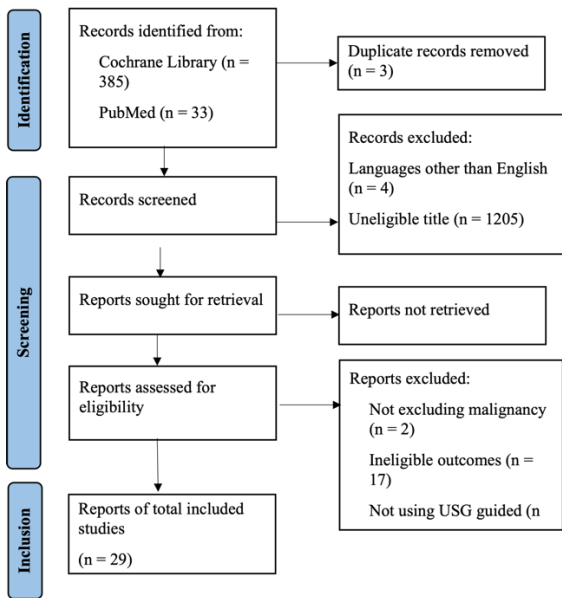 Identification
Records identified from:
Cochrane Library (n =
385)
PubMed (n = 33)
Duplicate records removed
(n = 3)
Screening
Records screened
Records excluded:
Languages other than English
(n = 4)
Uneligible title (n = 1205)
Reports sought for retrieval
Reports not retrieved
Reports assessed for
eligibility
Reports excluded:
Not excluding malignancy
(n = 2)
Ineligible outcomes (n =
17)
Not using USG guided (n
Inclusion
Reports of total included
studies
(n = 29)